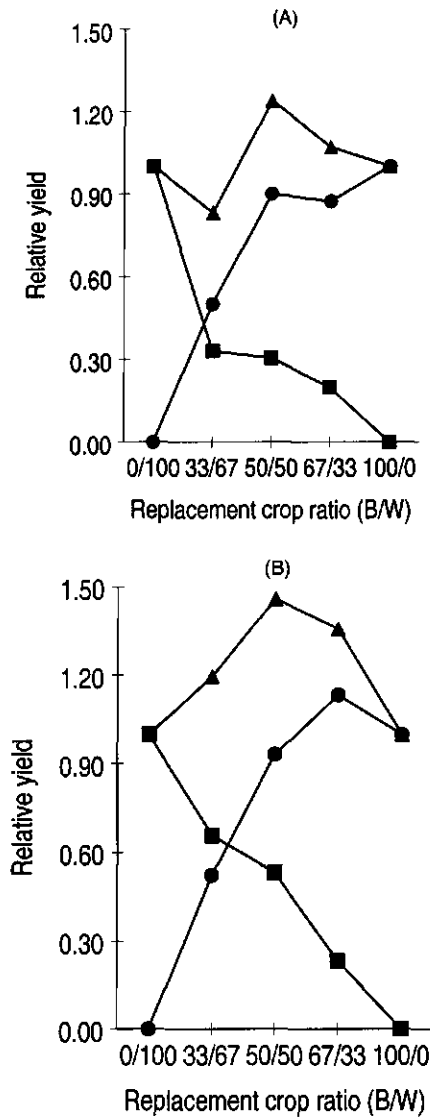 (A)
1.50
1.20
0.90
0.60
0.30
0.00
Relative yield
0/100 33/67 50/50 67/33 100/0
Replacement crop ratio (B/W)
(B)
1.50
1.20
0.90
0.60
0.30
0.00
Relative yield
0/100 33/67 50/50 67/33 100/0
Replacement crop ratio (B/W)